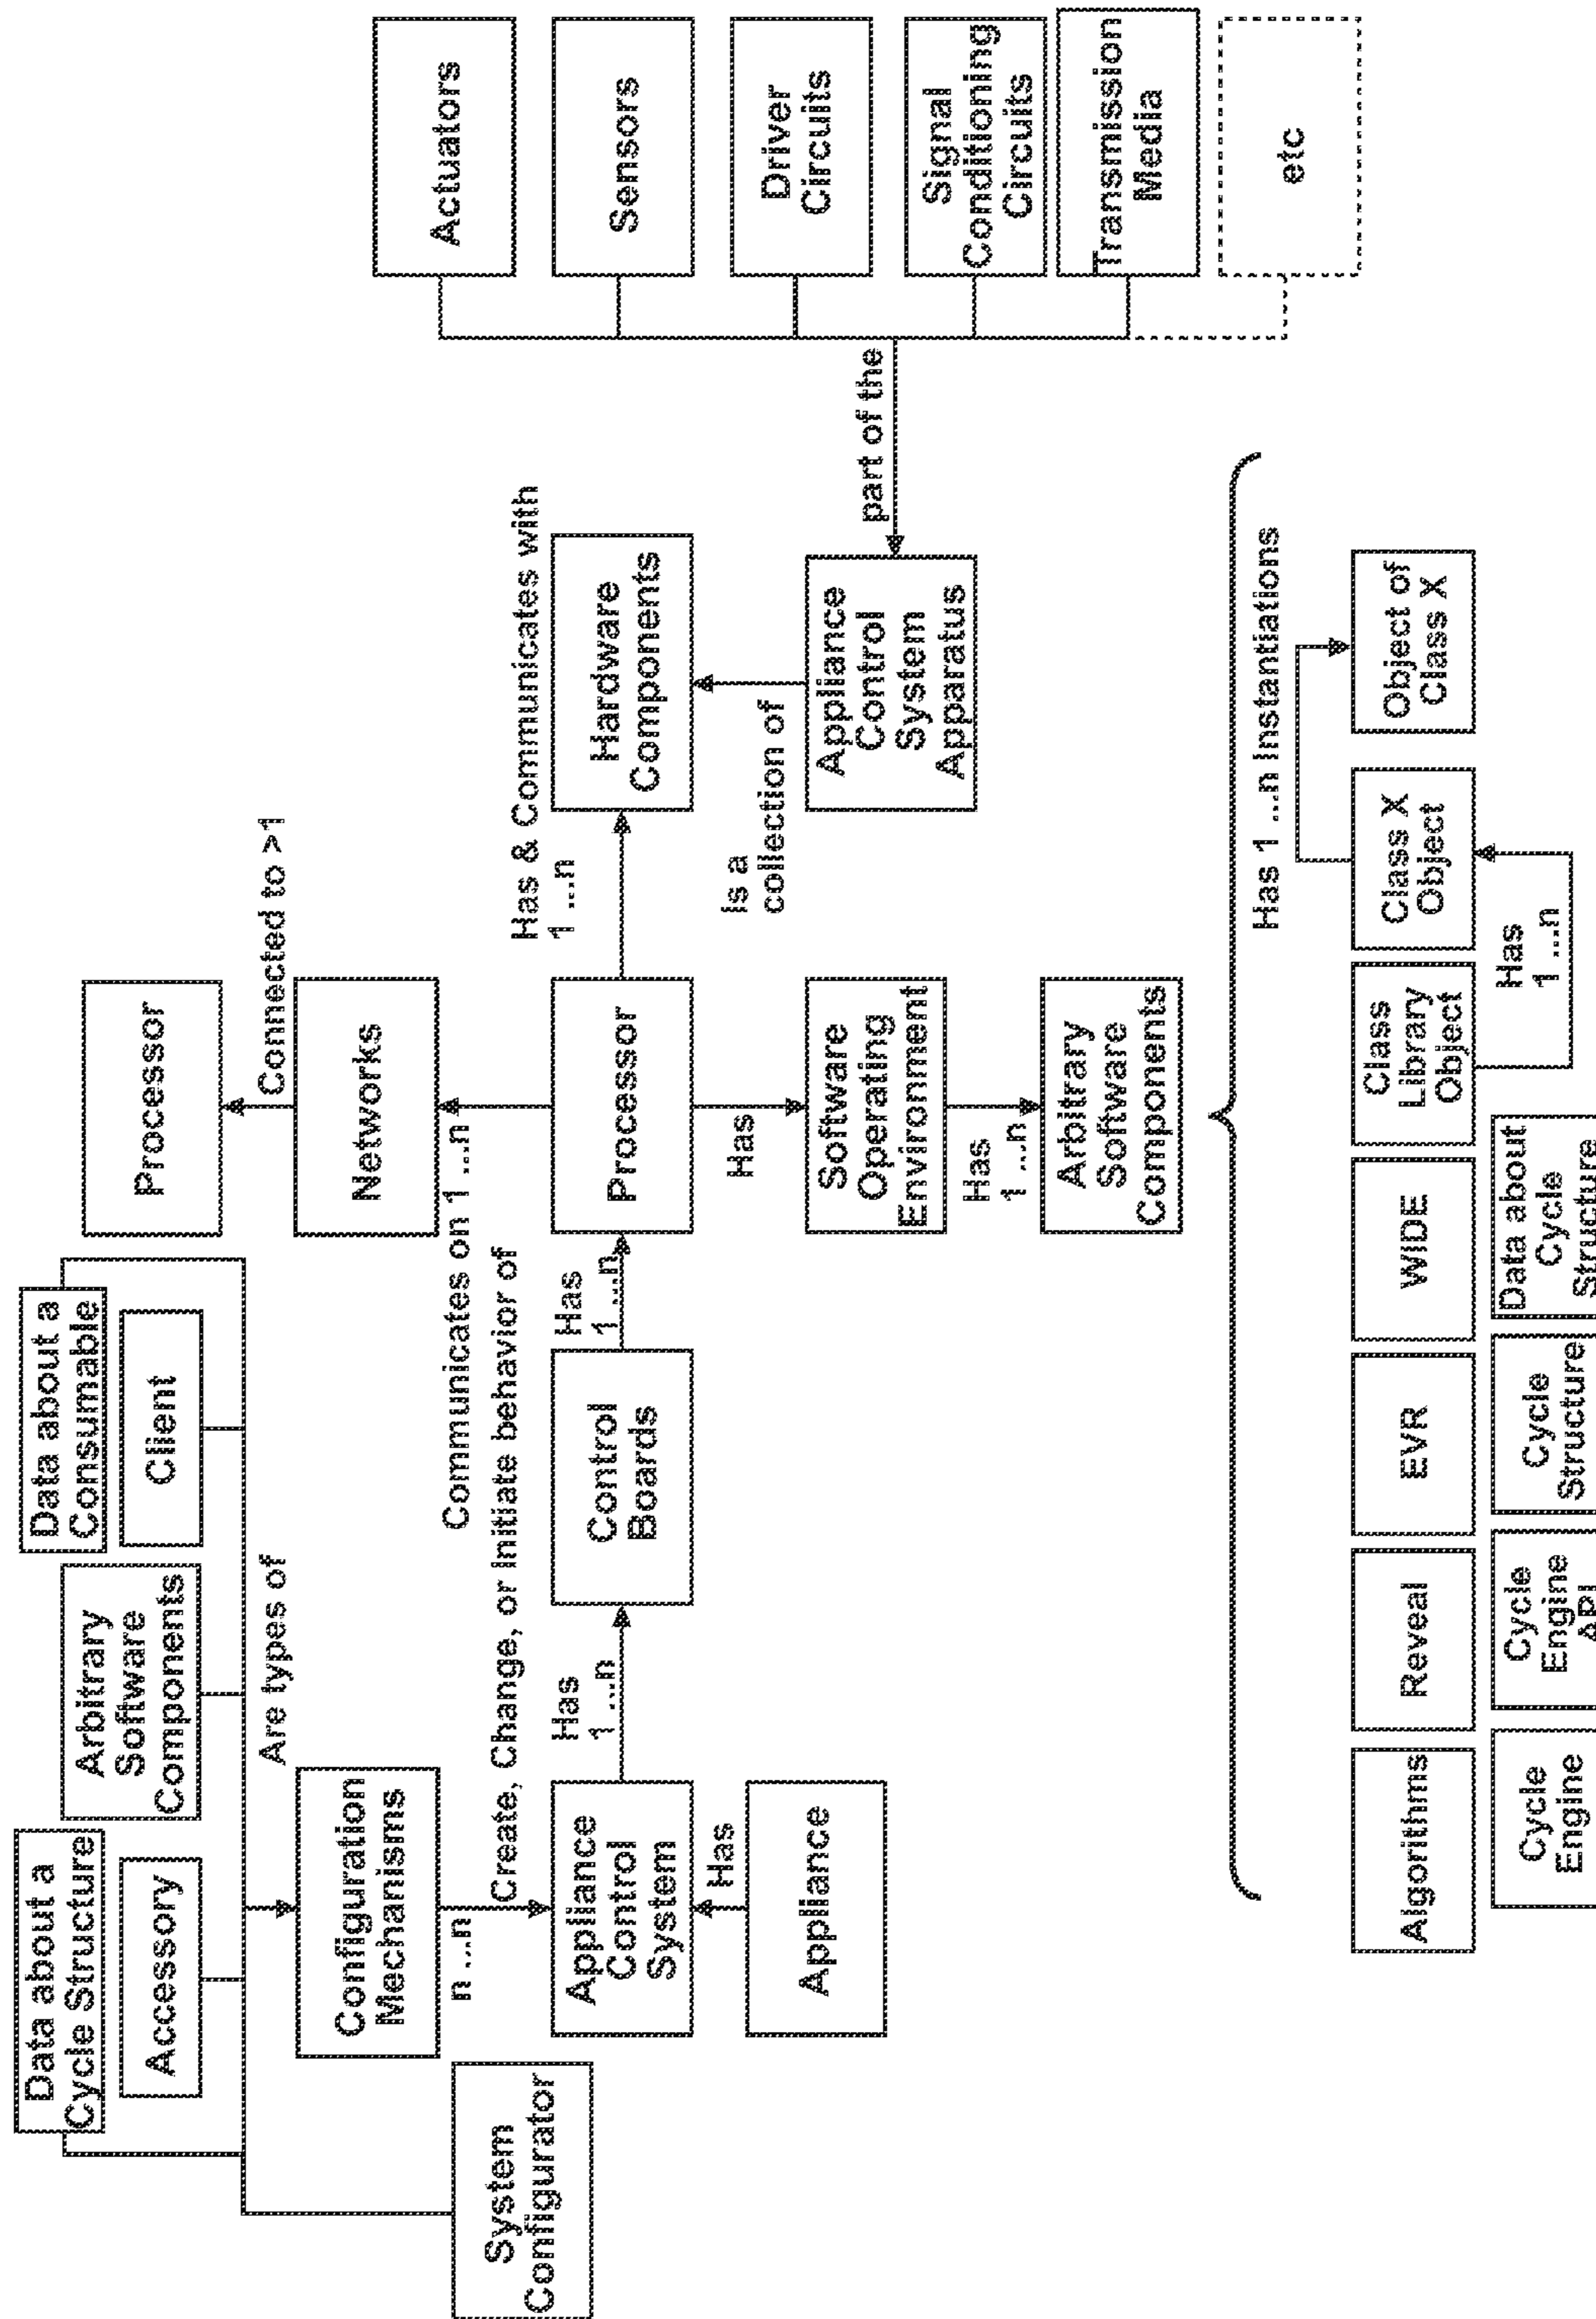 Data about a
Cycle Structure
Accessory
Arbitrary
Software
Components
Data about a
Consumable
Client
Are types of
System
Configurator
Configuration
Mechanisms
n ...n
Create, Change, or Initiate behavior of
Appliance
Control
System
Has
Appliance
Has
1 ...n
Control
Boards
Has
1 ...n
Processor
Communicates on 1 ...n
Networks
Connected to >1
Processor
Has
Software
Operating
Environment
Has
1 ...n
Arbitrary
Software
Components
Has & Communicates with
1 ...n
Hardware
Components
is a
collection of
Appliance
Control
System
Apparatus
part of the
Actuators
Sensors
Driver
Circuits
Signal
Conditioning
Circuits
Transmission
Media
etc
Has 1 ...n Instantiations
Algorithms
Reveal
EVR
WIDE
Class
Library
Object
Class X
Object
Object of
Class X
Has
1 ...n
Cycle
Engine
Cycle
Engine
API
Cycle
Structure
Data about
Cycle
Structure